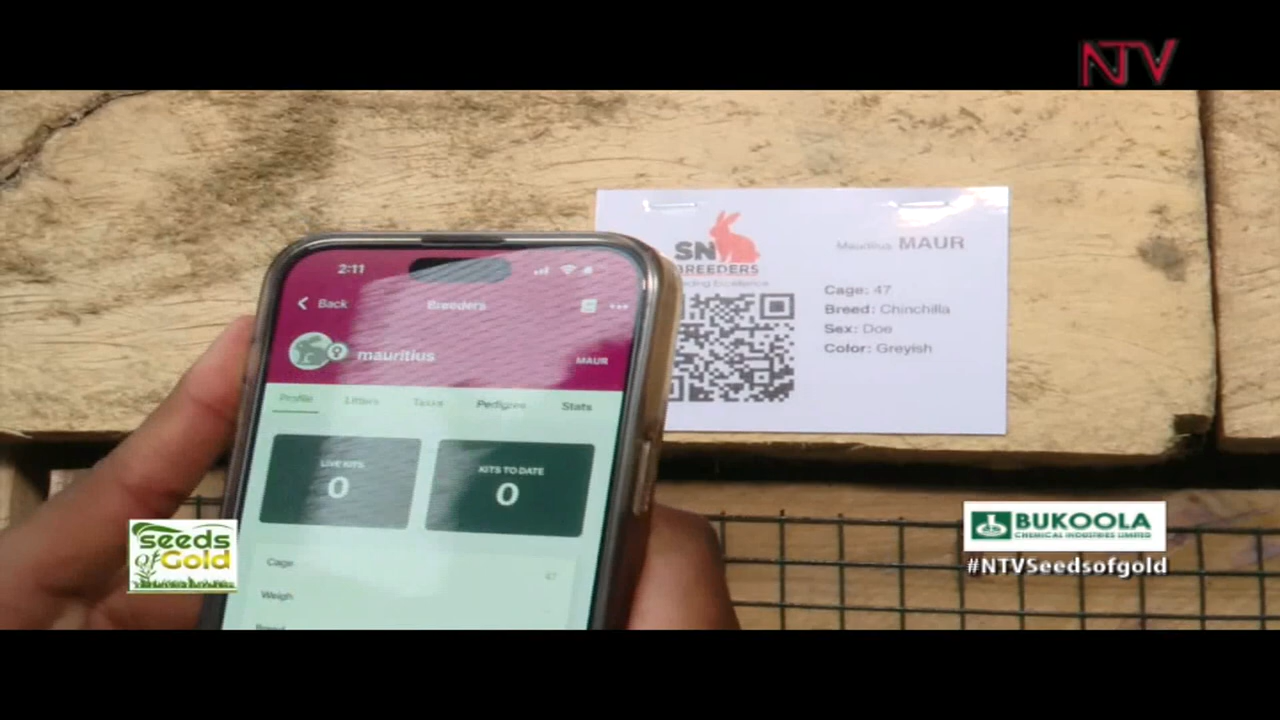 NTV
SN
BREEDERS
Mauritius MAUR
Cage: 47
Breed: Chinchilla
Sex: Doe
Color: Greyish
2:11
Back
Breeders
mauritius
MAUR
Profile Litters Tasks Pedigree Stats
LIVE KITS
0
KITS TO DATE
0
Cage 47
Weigh
seeds
of Gold
BUKOOLA
CHEMICAL INDUSTRIES LIMITED
#NTVSeedsofgold